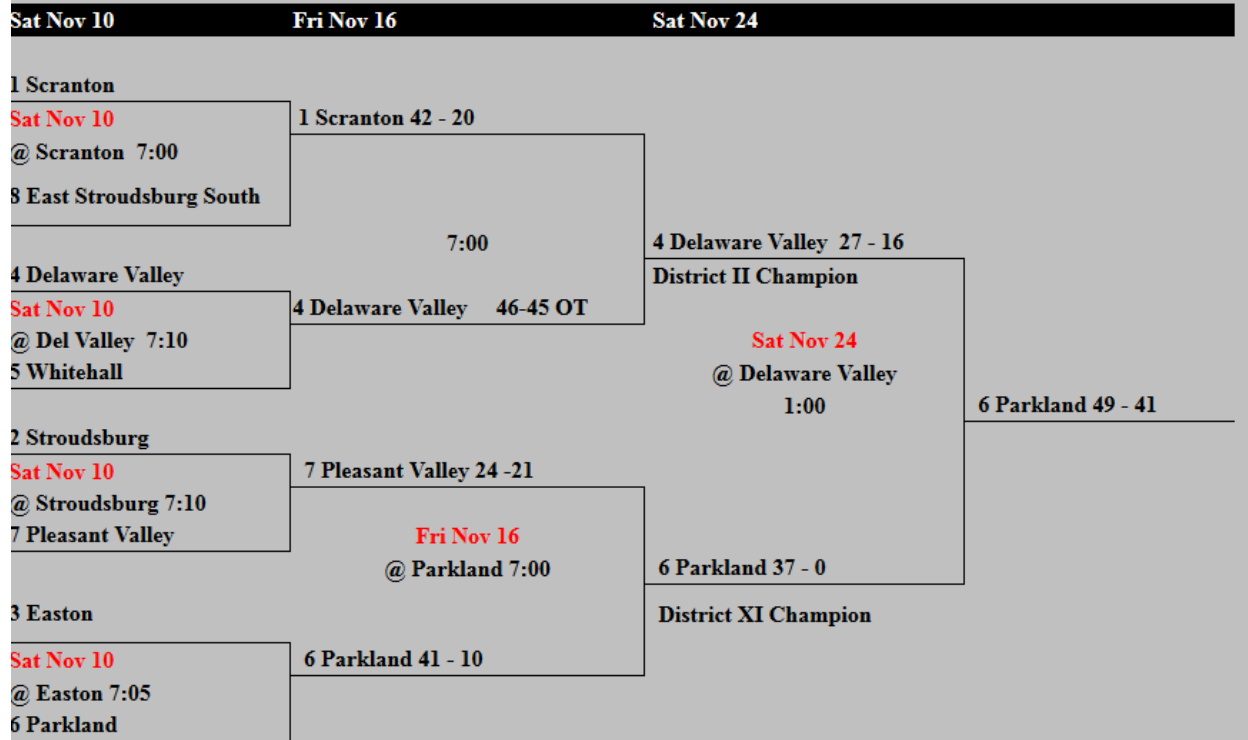 Sat Nov 10 Fri Nov 16 Sat Nov 24
1 Scranton
Sat Nov 10
@ Scranton 7:00
8 East Stroudsburg South
4 Delaware Valley
Sat Nov 10
@ Del Valley 7:10
5 Whitehall
2 Stroudsburg
Sat Nov 10
@ Stroudsburg 7:10
7 Pleasant Valley
3 Easton
Sat Nov 10
@ Easton 7:05
6 Parkland
1 Scranton 42 - 20
7:00
4 Delaware Valley 46-45 OT
7 Pleasant Valley 24 -21
Fri Nov 16
@ Parkland 7:00
6 Parkland 41 - 10
4 Delaware Valley 27 - 16
District II Champion
Sat Nov 24
@ Delaware Valley
1:00
6 Parkland 37 - 0
District XI Champion
6 Parkland 49 - 41